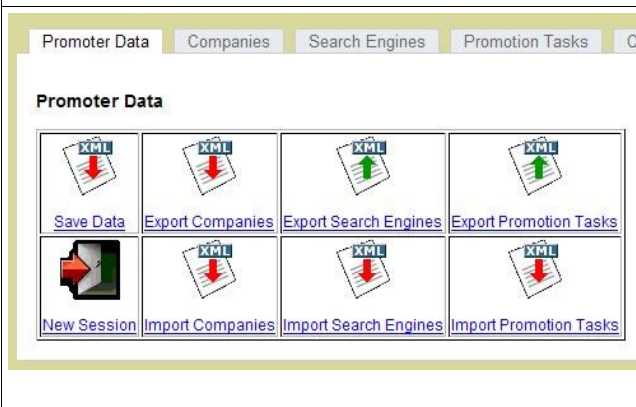 Promoter Data Companies Search Engines Promotion Tasks C
Promoter Data
XML XML XML XML
Save Data Export Companies Export Search Engines Export Promotion Tasks
XML XML XML
New Session Import Companies Import Search Engines Import Promotion Tasks